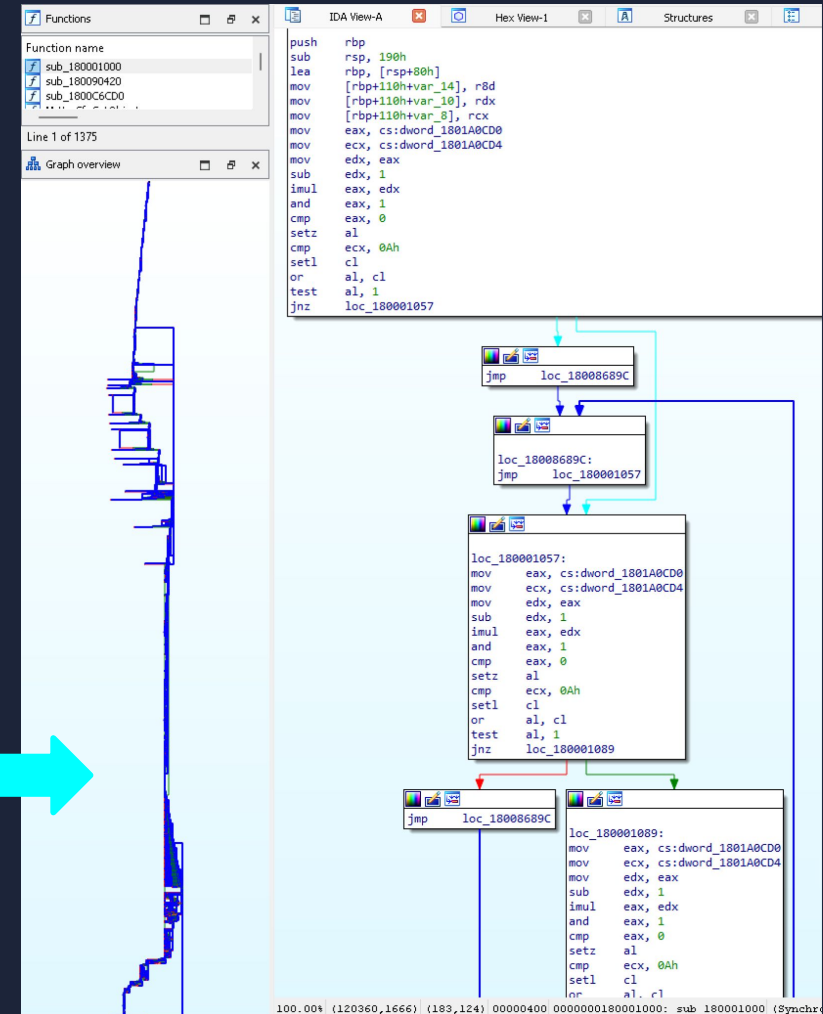 Functions
Function name
sub_180001000
sub_180090420
sub_1800C6CD0
Line 1 of 1375
Graph overview
IDA View-A
Hex View-1
Structures
push rbp
sub rsp, 190h
lea rbp, [rsp+80h]
mov [rbp+110h+var_14], r8d
mov [rbp+110h+var_10], rdx
mov [rbp+110h+var_8], rcx
mov eax, cs:dword_1801A0CD0
mov ecx, cs:dword_1801A0CD4
mov edx, eax
sub edx, 1
imul eax, edx
and eax, 1
cmp eax, 0
setz al
cmp ecx, 0Ah
setl cl
or al, cl
test al, 1
jnz loc_180001057
jmp loc_18008689C
loc_18008689C:
jmp loc_180001057
loc_180001057:
mov eax, cs:dword_1801A0CD0
mov ecx, cs:dword_1801A0CD4
mov edx, eax
sub edx, 1
imul eax, edx
and eax, 1
cmp eax, 0
setz al
cmp ecx, 0Ah
setl cl
or al, cl
test al, 1
jnz loc_180001089
jmp loc_18008689C
loc_180001089:
mov eax, cs:dword_1801A0CD0
mov ecx, cs:dword_1801A0CD4
mov edx, eax
sub edx, 1
imul eax, edx
and eax, 1
cmp eax, 0
setz al
cmp ecx, 0Ah
setl cl
or al, cl
100.00% (120360,1666) (183,124) 00000400 0000000180001000: sub_180001000 (Synchro